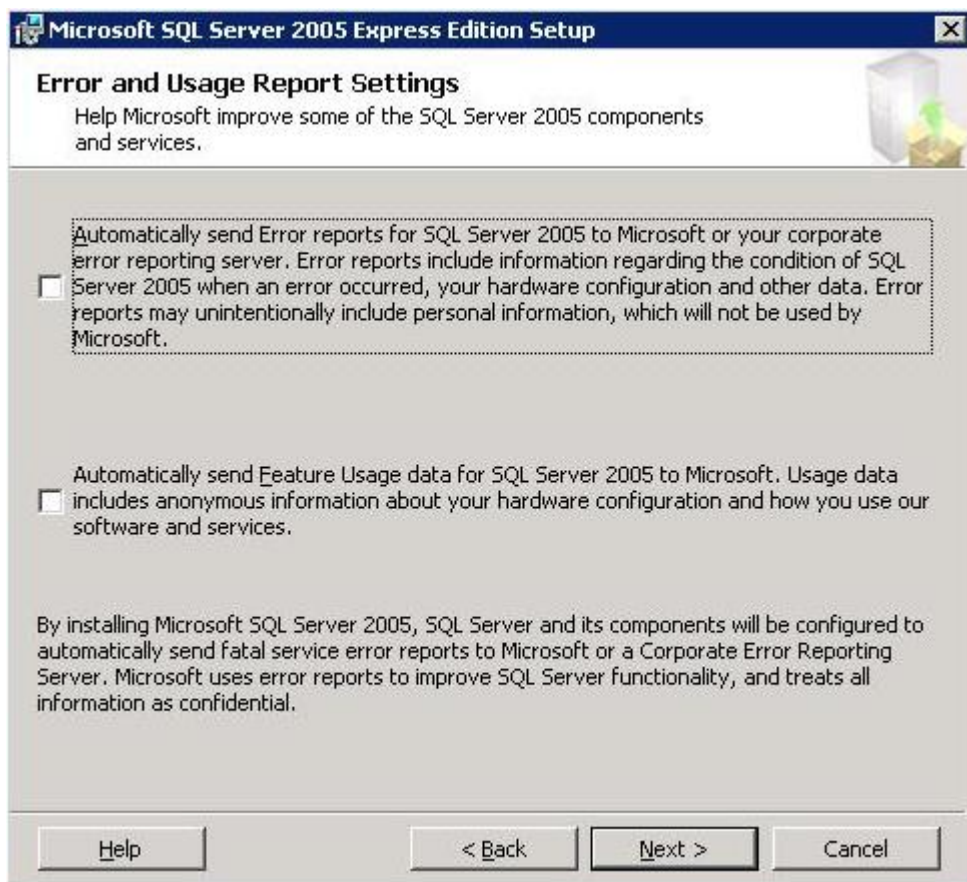 Microsoft SQL Server 2005 Express Edition Setup
Error and Usage Report Settings
Help Microsoft improve some of the SQL Server 2005 components
and services.
Automatically send Error reports for SQL Server 2005 to Microsoft or your corporate
error reporting server. Error reports include information regarding the condition of SQL
Server 2005 when an error occurred, your hardware configuration and other data. Error
reports may unintentionally include personal information, which will not be used by
Microsoft.
Automatically send Feature Usage data for SQL Server 2005 to Microsoft. Usage data
includes anonymous information about your hardware configuration and how you use our
software and services.
By installing Microsoft SQL Server 2005, SQL Server and its components will be configured to
automatically send fatal service error reports to Microsoft or a Corporate Error Reporting
Server. Microsoft uses error reports to improve SQL Server functionality, and treats all
information as confidential.
Help
< Back
Next >
Cancel